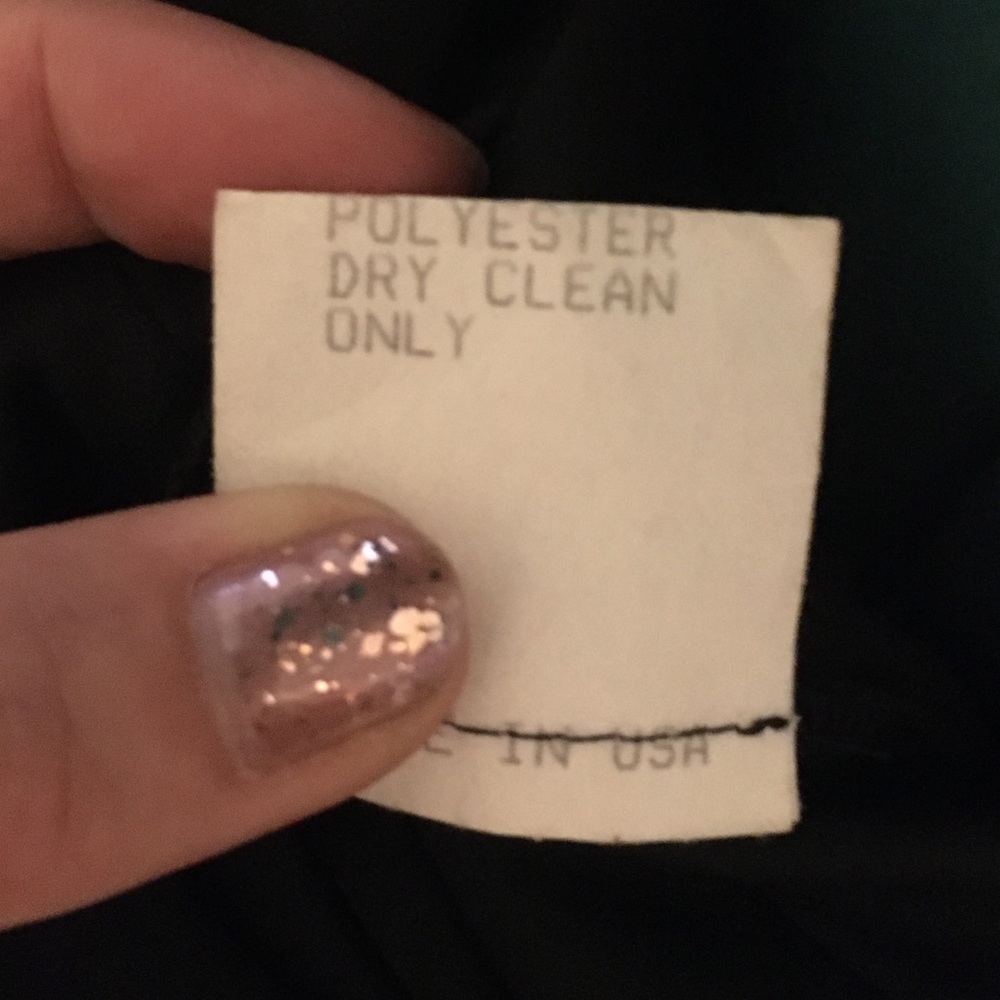 POLYESTER
DRY CLEAN
ONLY
IN USA